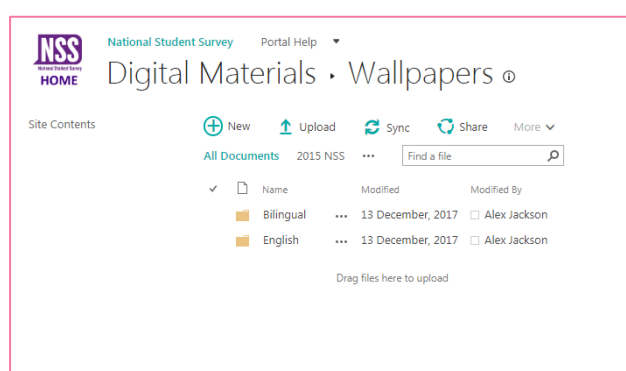 NSS
National Student Survey
HOME
National Student Survey Portal Help
Digital Materials Wallpapers
Site Contents
New Upload Sync Share More
All Documents 2015 NSS ••• Find a file
Name Modified Modified By
Bilingual ••• 13 December, 2017 Alex Jackson
English ••• 13 December, 2017 Alex Jackson
Drag files here to upload